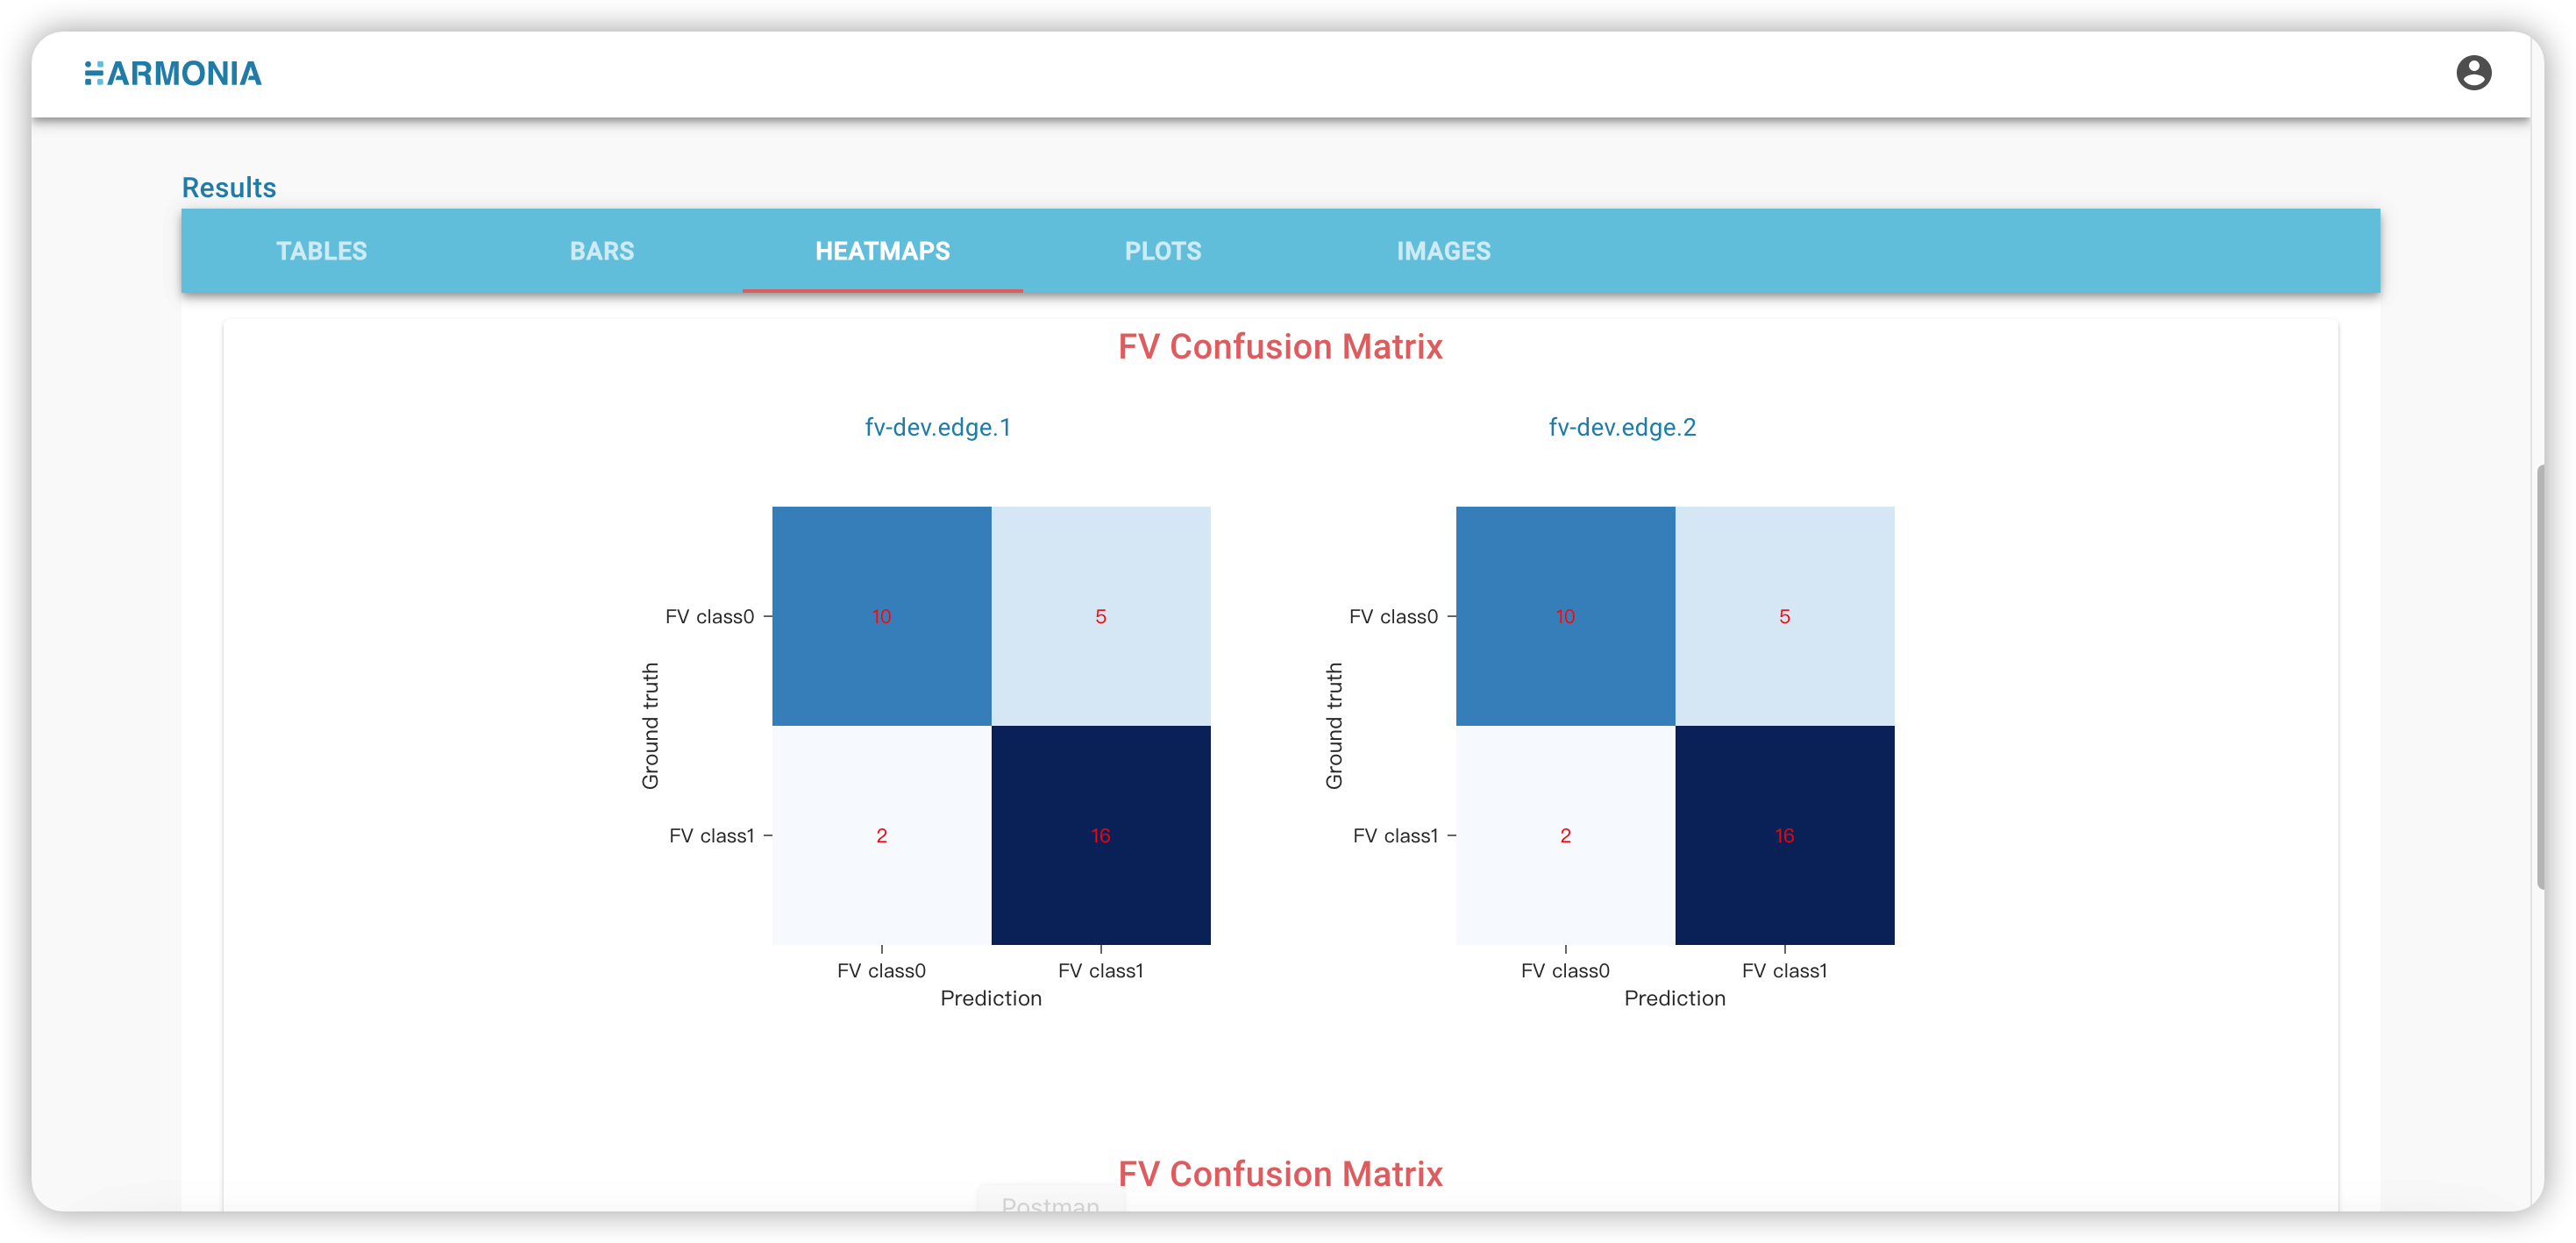 HARMONIA
Results
TABLES BARS HEATMAPS PLOTS IMAGES
FV Confusion Matrix
fv-dev.edge.1 fv-dev.edge.2
FV class0 10 5 FV class0 10 5
Ground truth Ground truth
FV class1 2 16 FV class1 2 16
FV class0 FV class1 FV class0 FV class1
Prediction Prediction
FV Confusion Matrix
Postman